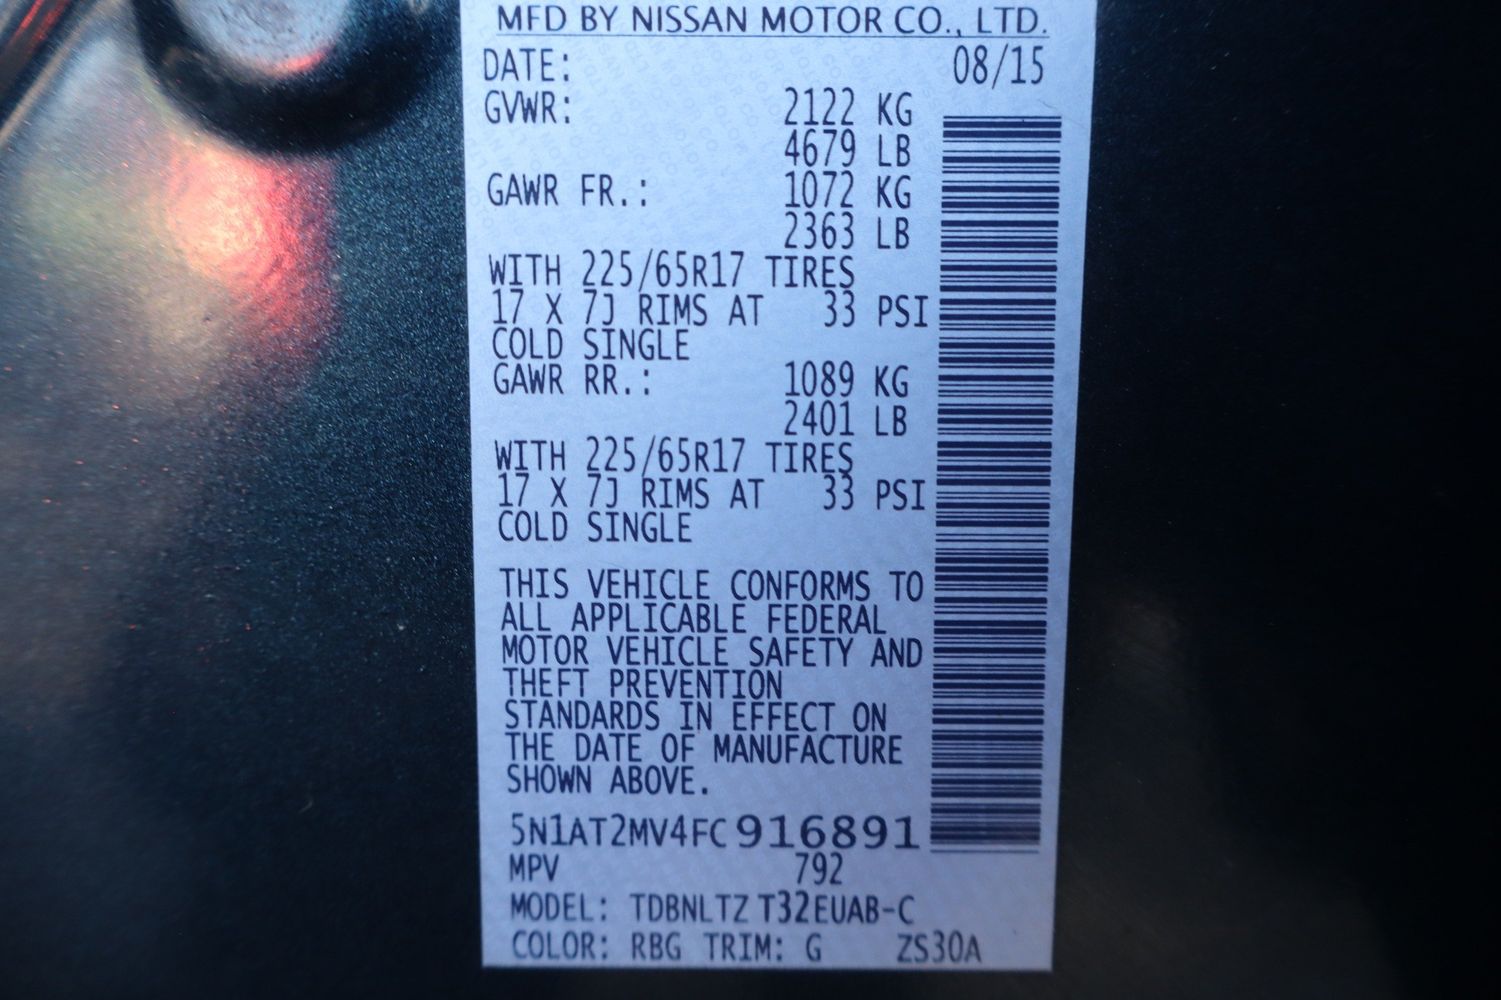 MFD BY NISSAN MOTOR CO., LTD.
DATE: 08/15
GVWR: 2122 KG
4679 LB
GAWR FR.: 1072 KG
2363 LB
WITH 225/65R17 TIRES
17 X 7J RIMS AT 33 PSI
COLD SINGLE
GAWR RR.: 1089 KG
2401 LB
WITH 225/65R17 TIRES
17 X 7J RIMS AT 33 PSI
COLD SINGLE
THIS VEHICLE CONFORMS TO
ALL APPLICABLE FEDERAL
MOTOR VEHICLE SAFETY AND
THEFT PREVENTION
STANDARDS IN EFFECT ON
THE DATE OF MANUFACTURE
SHOWN ABOVE.
5N1AT2MV4FC916891
MPV 792
MODEL: TDBNLTZ T32EUAB-C
COLOR: RBG TRIM: G ZS30A